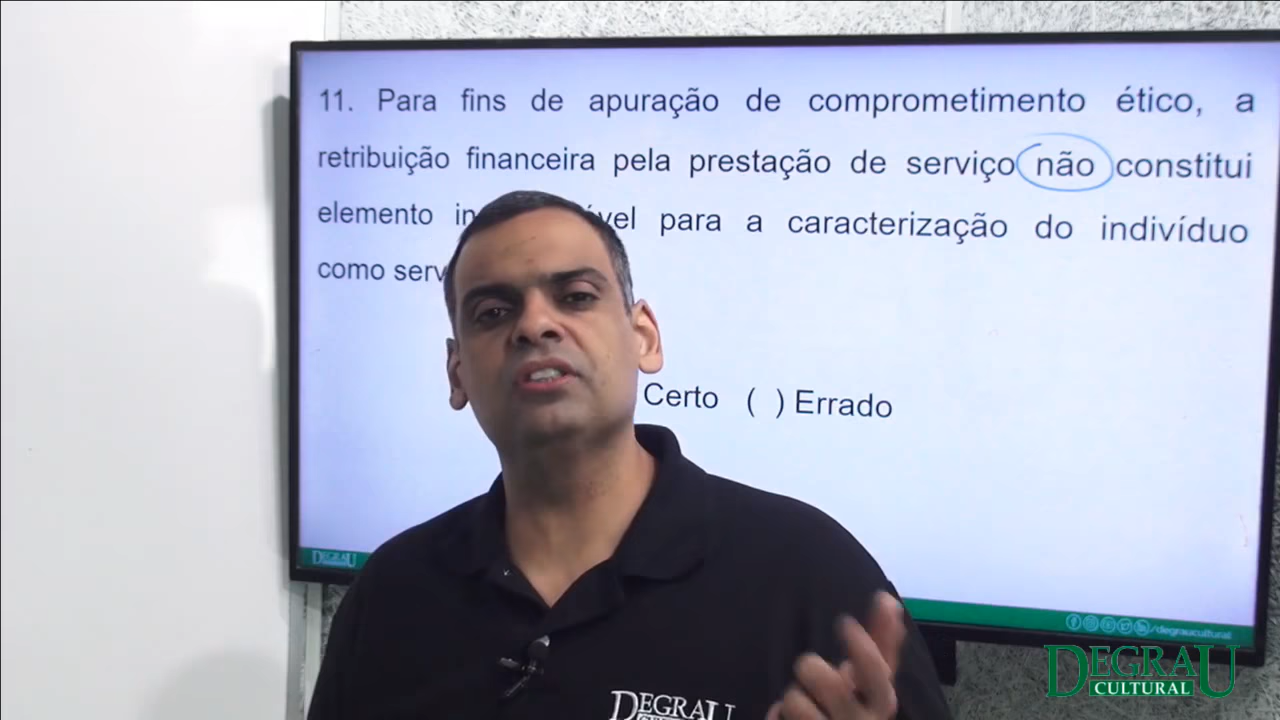 11. Para fins de apuração de comprometimento ético, a
retribuição financeira pela prestação de serviço não constitui
elemento para a caracterização do indivíduo
como
Certo ( ) Errado
DEGRAU
/degraucultural
DEGRAU
CULTURAL
DEGRAU